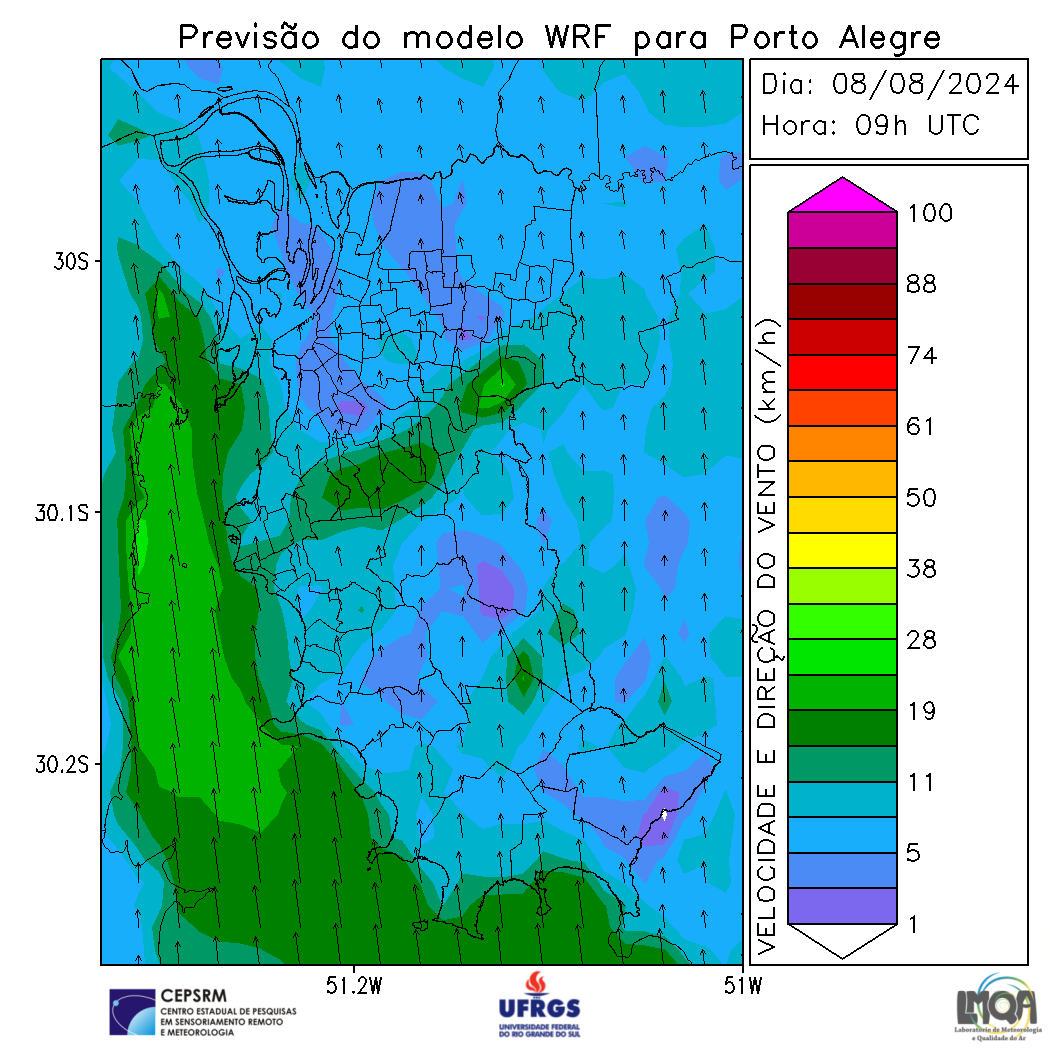 Previsão do modelo WRF para Porto Alegre
Dia: 08/08/2024
Hora: 09h UTC
30S
30.1S
30.2S
51.2W
51W
VELOCIDADE E DIREÇÃO DO VENTO (km/h)
100
88
74
61
50
38
28
19
11
5
1
CEPSRM
CENTRO ESTADUAL DE PESQUISAS
EM SENSORIAMENTO REMOTO
E METEOROLOGIA
UFRGS
UNIVERSIDADE FEDERAL
DO RIO GRANDE DO SUL
LMQA
Laboratório de Meteorologia
e Qualidade do Ar